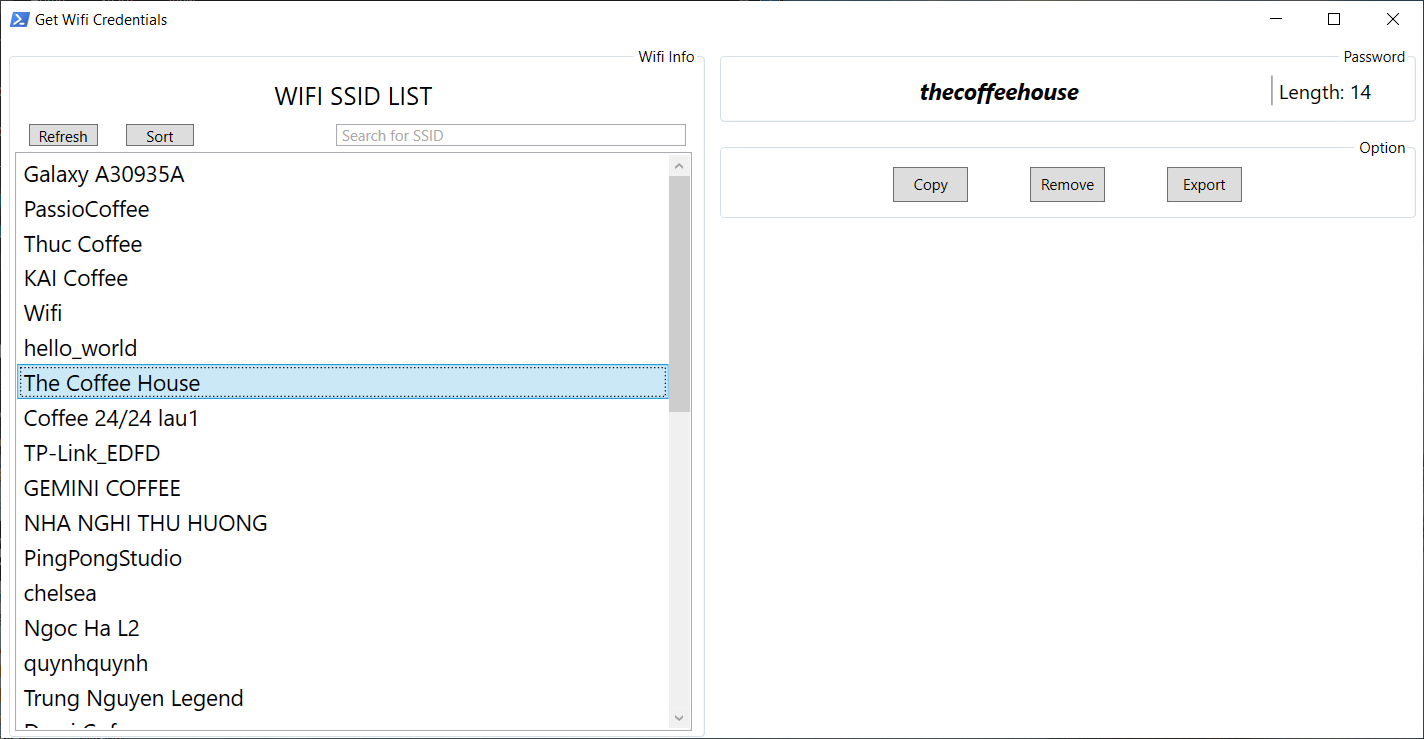 Get Wifi Credentials
Wifi Info
WIFI SSID LIST
Refresh Sort Search for SSID
Galaxy A30935A
PassioCoffee
Thuc Coffee
KAI Coffee
Wifi
hello_world
The Coffee House
Coffee 24/24 lau1
TP-Link_EDFD
GEMINI COFFEE
NHA NGHI THU HUONG
PingPongStudio
chelsea
Ngoc Ha L2
quynhquynh
Trung Nguyen Legend
Password
thecoffeehouse Length: 14
Option
Copy Remove Export